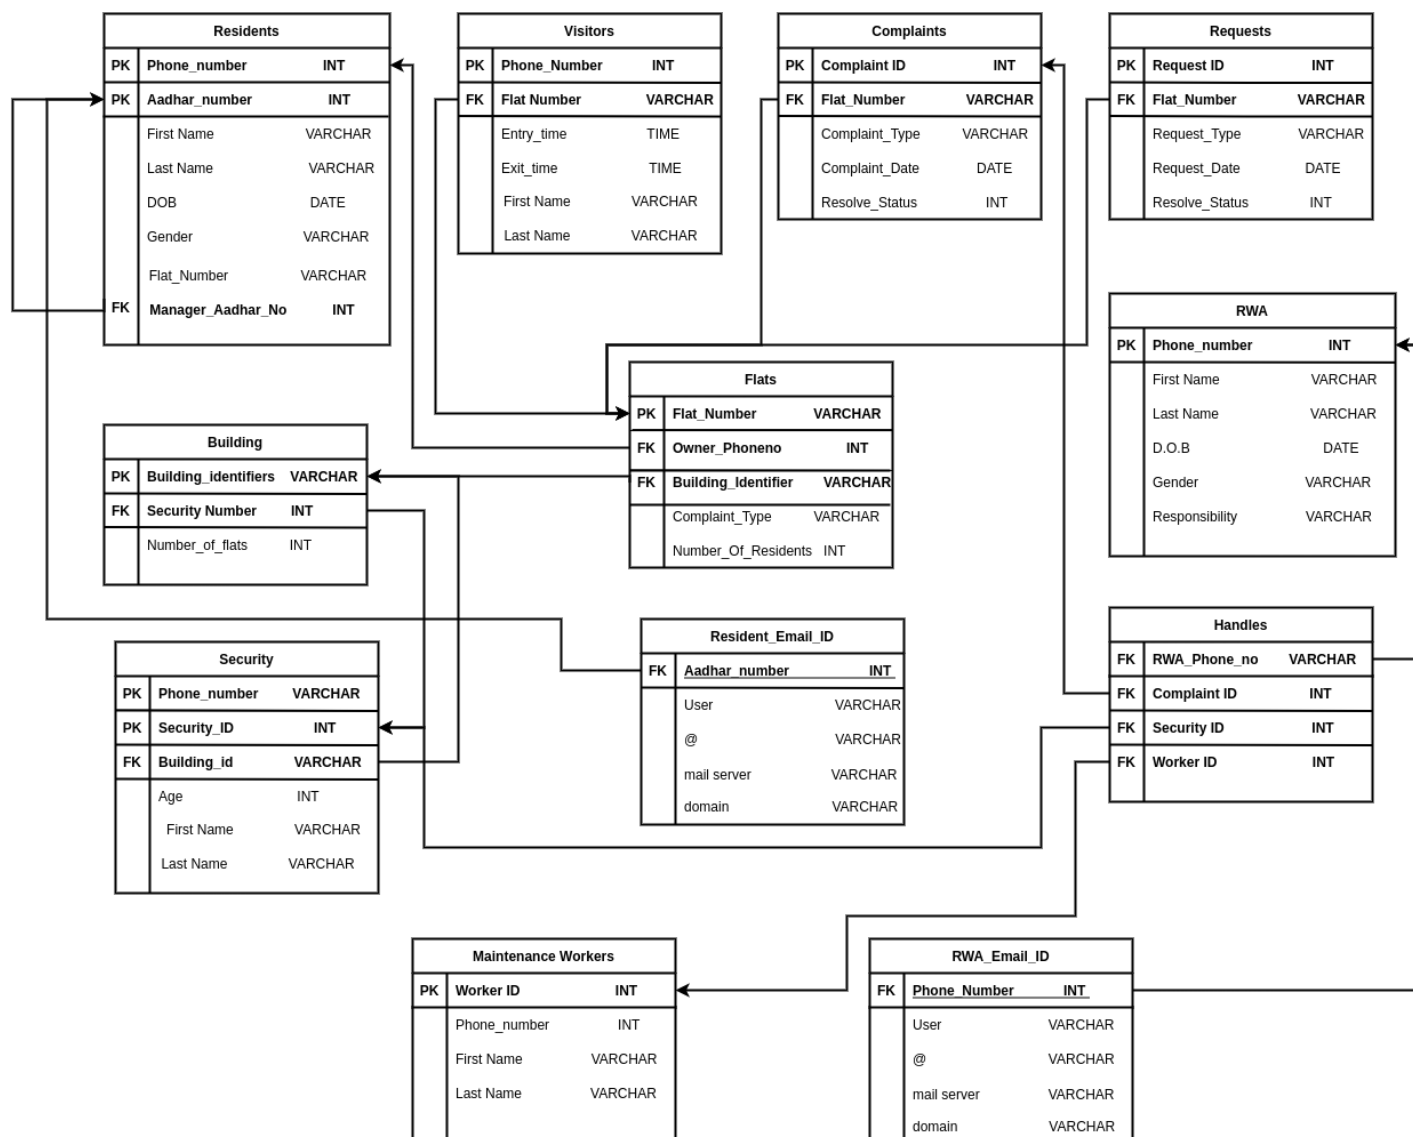 Residents
PK Phone_number INT
PK Aadhar_number INT
First Name VARCHAR
Last Name VARCHAR
DOB DATE
Gender VARCHAR
Flat_Number VARCHAR
FK Manager_Aadhar_No INT
Visitors
PK Phone_Number INT
FK Flat Number VARCHAR
Entry_time TIME
Exit_time TIME
First Name VARCHAR
Last Name VARCHAR
Complaints
PK Complaint ID INT
FK Flat_Number VARCHAR
Complaint_Type VARCHAR
Complaint_Date DATE
Resolve_Status INT
Requests
PK Request ID INT
FK Flat_Number VARCHAR
Request_Type VARCHAR
Request_Date DATE
Resolve_Status INT
RWA
PK Phone_number INT
First Name VARCHAR
Last Name VARCHAR
D.O.B DATE
Gender VARCHAR
Responsibility VARCHAR
Flats
PK Flat_Number VARCHAR
FK Owner_Phoneno INT
FK Building_Identifier VARCHAR
Complaint_Type VARCHAR
Number_Of_Residents INT
Building
PK Building_identifiers VARCHAR
FK Security Number INT
Number_of_flats INT
Security
PK Phone_number VARCHAR
PK Security_ID INT
FK Building_id VARCHAR
Age INT
First Name VARCHAR
Last Name VARCHAR
Resident_Email_ID
FK Aadhar_number INT
User VARCHAR
@ VARCHAR
mail server VARCHAR
domain VARCHAR
Handles
FK RWA_Phone_no VARCHAR
FK Complaint ID INT
FK Security ID INT
FK Worker ID INT
Maintenance Workers
PK Worker ID INT
Phone_number INT
First Name VARCHAR
Last Name VARCHAR
RWA_Email_ID
FK Phone_Number INT
User VARCHAR
@ VARCHAR
mail server VARCHAR
domain VARCHAR